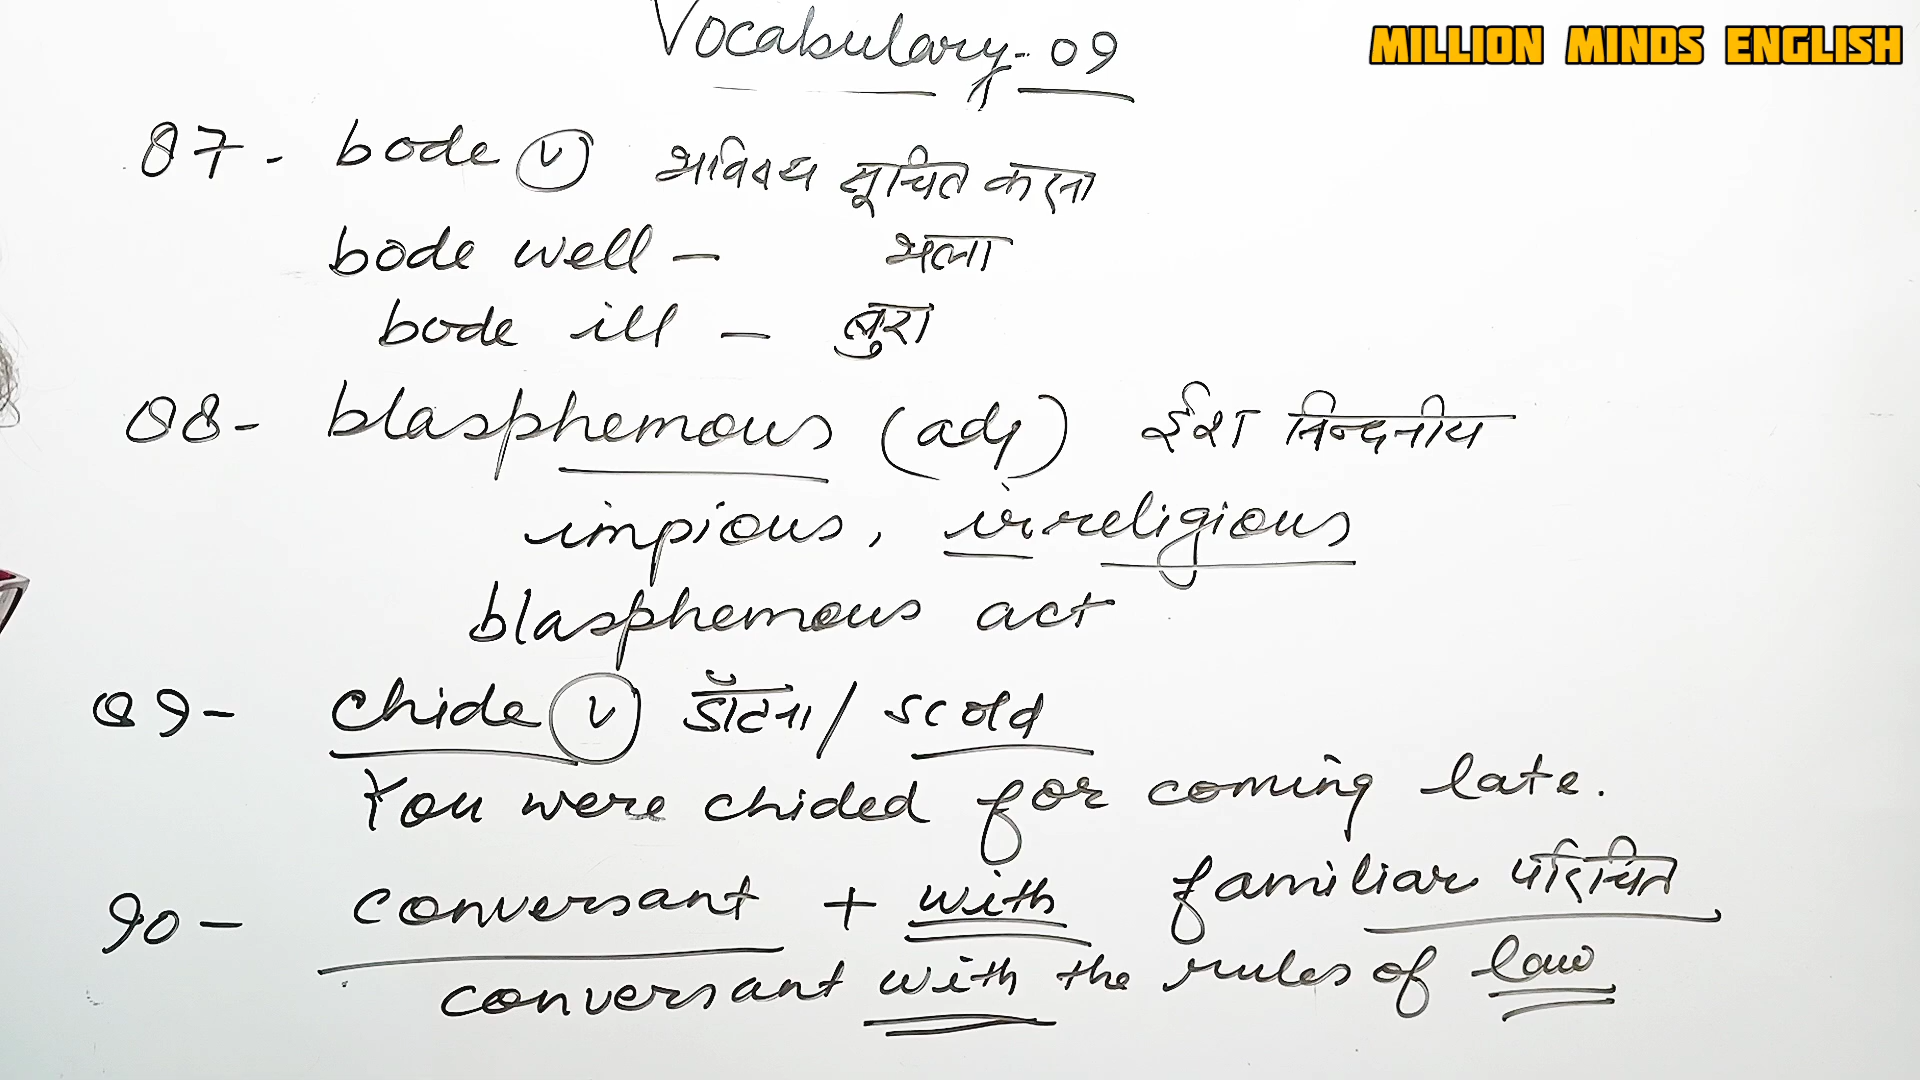 Vocabulary-09
MILLION MINDS ENGLISH
87- bode (v) भविष्य सूचित करना
bode well - भला
bode ill - बुरा
88- blasphemous (adj) ईश निन्दनीय
impious, irreligious
blasphemous act
89- chide (v) डाँटना / scold
You were chided for coming late.
90- conversant + with familiar परिचित
conversant with the rules of law